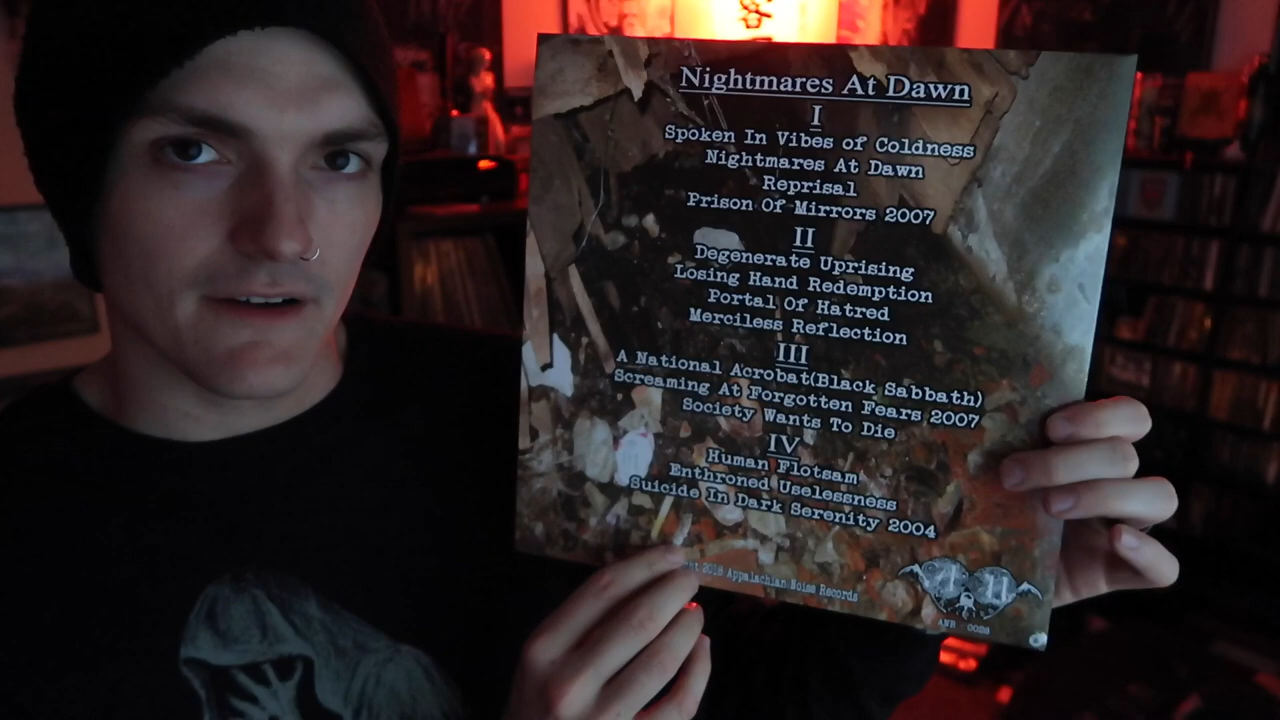 Nightmares At Dawn
I
Spoken In Vibes of Coldness
Nightmares At Dawn
Reprisal
Prison Of Mirrors 2007
II
Degenerate Uprising
Losing Hand Redemption
Portal Of Hatred
Merciless Reflection
III
A National Acrobat(Black Sabbath)
Screaming At Forgotten Fears 2007
Society Wants To Die
IV
Human Flotsam
Enthroned Uselessness
Suicide In Dark Serenity 2004
2018 Appalachian Noise Records
ANR 0028